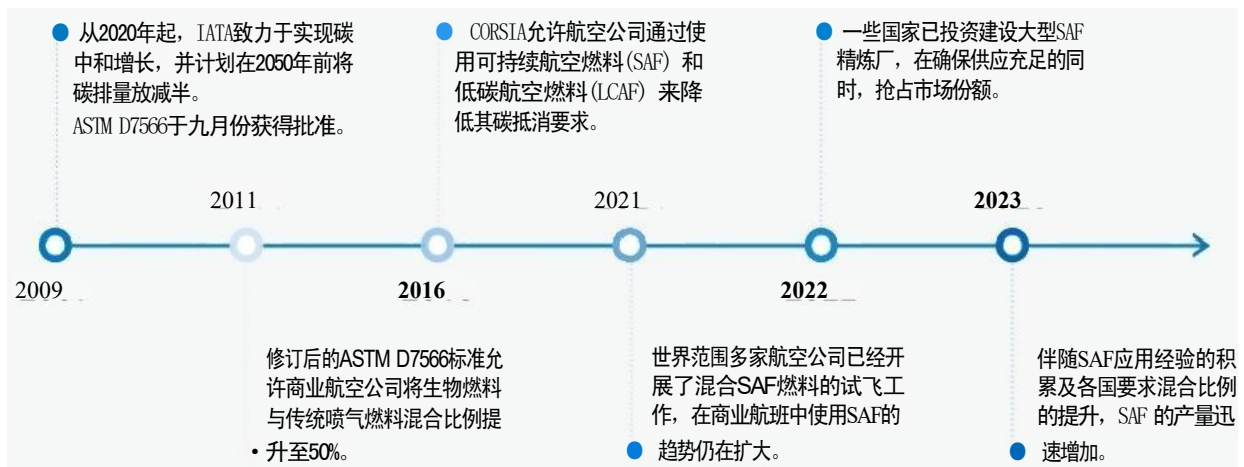 从2020年起，IATA致力于实现碳
中和增长，并计划在2050年前将
碳排量放减半。
ASTM D7566于九月份获得批准。
CORSIA允许航空公司通过使
用可持续航空燃料(SAF) 和
低碳航空燃料(LCAF) 来降
低其碳抵消要求。
一些国家已投资建设大型SAF
精炼厂，在确保供应充足的同
时，抢占市场份额。
2011
2021
2023
2009
2016
2022
修订后的ASTM D7566标准允
许商业航空公司将生物燃料
与传统喷气燃料混合比例提
• 升至50%。
世界范围多家航空公司已经开
展了混合SAF燃料的试飞工
作，在商业航班中使用SAF的
趋势仍在扩大。
伴随SAF应用经验的积
累及各国要求混合比例
的提升，SAF 的产量迅
速增加。